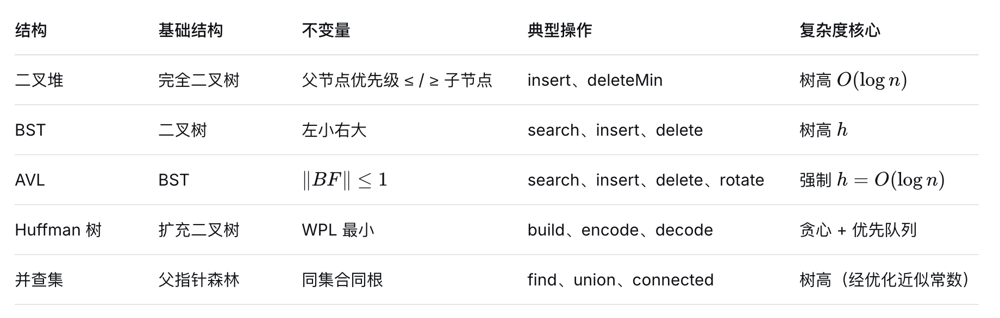 结构 基础结构 不变量 典型操作 复杂度核心
二叉堆 完全二叉树 父节点优先级 ≤ / ≥ 子节点 insert、deleteMin 树高 O(log n)
BST 二叉树 左小右大 search、insert、delete 树高 h
AVL BST ∥BF∥ ≤ 1 search、insert、delete、rotate 强制 h = O(log n)
Huffman 树 扩充二叉树 WPL 最小 build、encode、decode 贪心 + 优先队列
并查集 父指针森林 同集合同根 find、union、connected 树高（经优化近似常数）